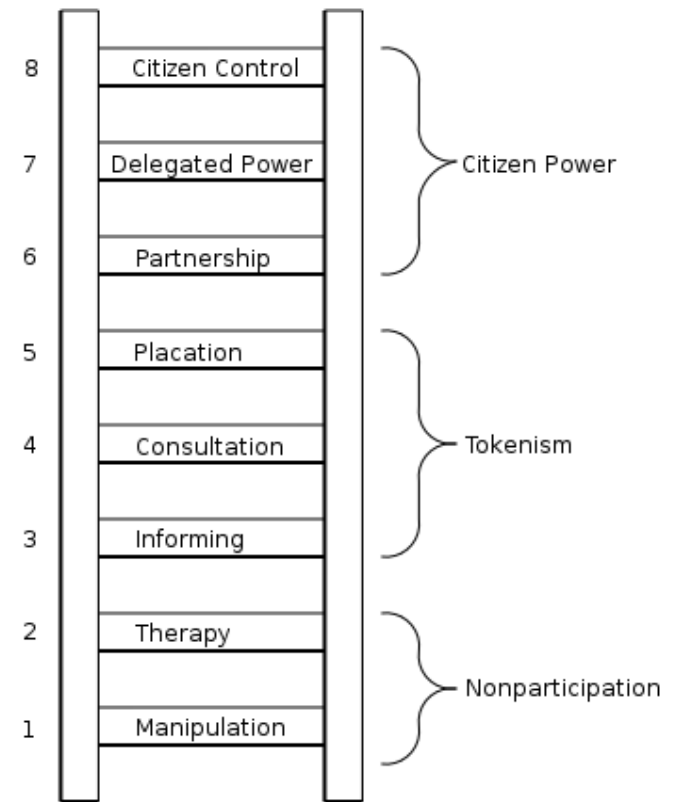 8 Citizen Control
7 Delegated Power
Citizen Power
6 Partnership
5 Placation
4 Consultation
Tokenism
3 Informing
2 Therapy
Nonparticipation
1 Manipulation